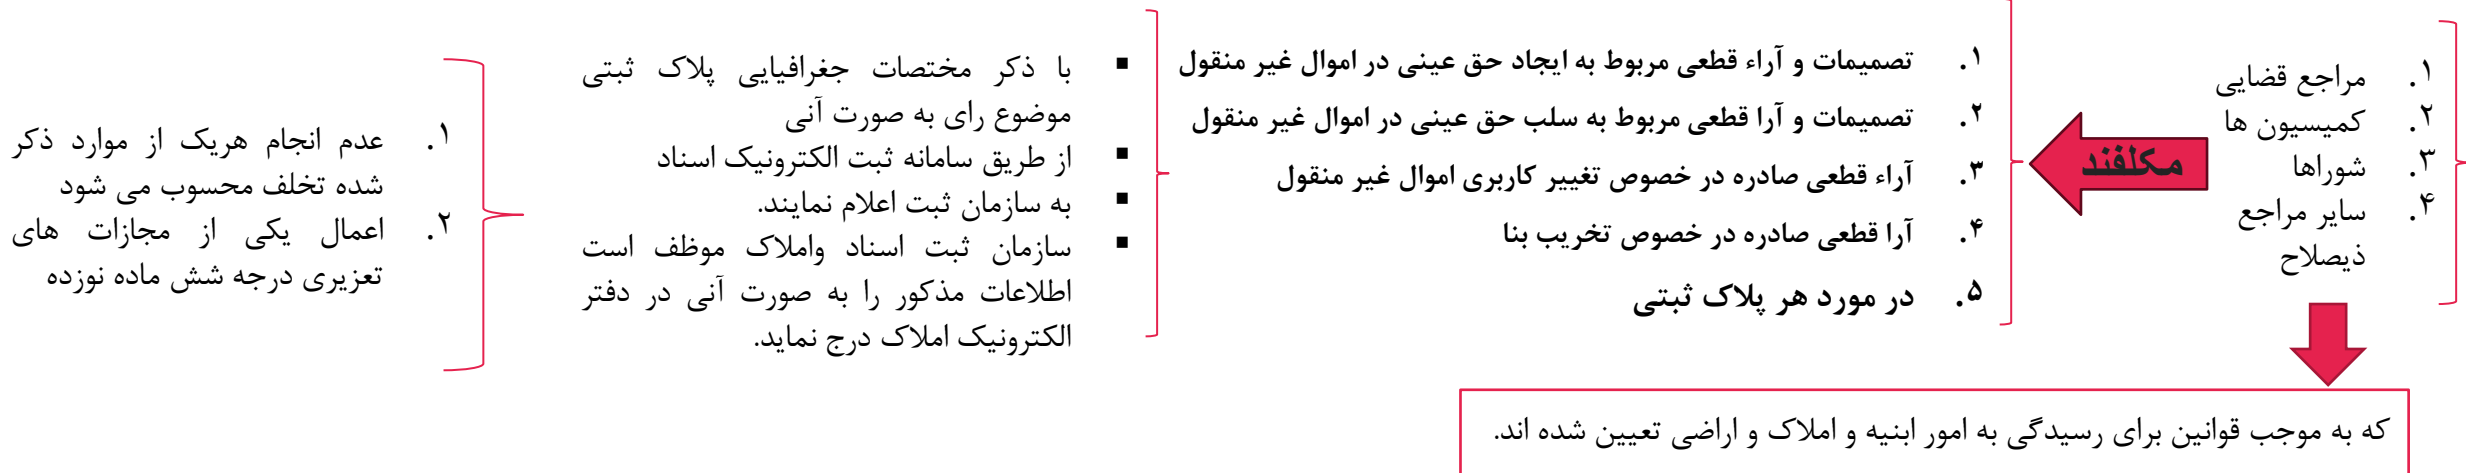 ۱. مراجع قضایی
۲. کمیسیون ها
۳. شوراها
۴. سایر مراجع
ذیصلاح
مکلفند
۱. تصمیمات و آراء قطعی مربوط به ایجاد حق عینی در اموال غیر منقول
۲. تصمیمات و آرا قطعی مربوط به سلب حق عینی در اموال غیر منقول
۳. آراء قطعی صادره در خصوص تغییر کاربری اموال غیر منقول
۴. آرا قطعی صادره در خصوص تخریب بنا
۵. در مورد هر پلاک ثبتی
▪ با ذکر مختصات جغرافیایی پلاک ثبتی
موضوع رای به صورت آنی
▪ از طریق سامانه ثبت الکترونیک اسناد
▪ به سازمان ثبت اعلام نمایند.
▪ سازمان ثبت اسناد واملاک موظف است
اطلاعات مذکور را به صورت آنی در دفتر
الکترونیک املاک درج نماید.
۱. عدم انجام هریک از موارد ذکر
شده تخلف محسوب می شود
۲. اعمال یکی از مجازات های
تعزیری درجه شش ماده نوزده
که به موجب قوانین برای رسیدگی به امور ابنیه و املاک و اراضی تعیین شده اند.